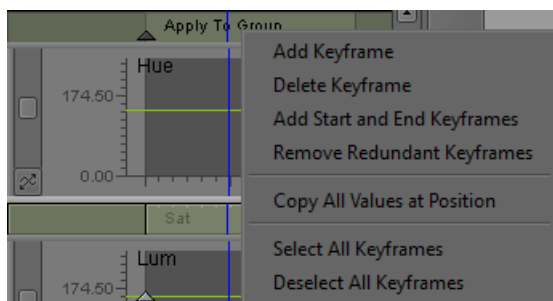 Apply To Group
Hue
174.50
0.00
Sat
Lum
174.50
Add Keyframe
Delete Keyframe
Add Start and End Keyframes
Remove Redundant Keyframes
Copy All Values at Position
Select All Keyframes
Deselect All Keyframes